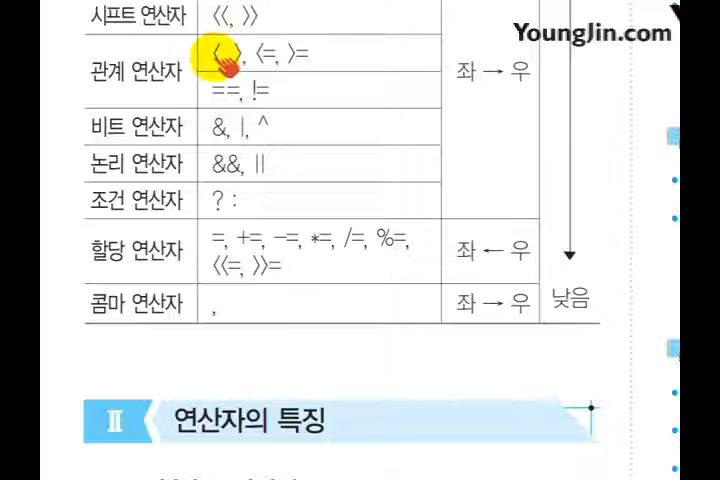 시프트 연산자 〈〈, 〉〉
YoungJin.com
관계 연산자 〈, 〉, 〈=, 〉=
==, !=
좌 → 우
비트 연산자 &, |, ^
논리 연산자 &&, ||
조건 연산자 ? :
할당 연산자 =, +=, -=, *=, /=, %=,
〈〈=, 〉〉=
좌 ← 우
콤마 연산자 ,
좌 → 우
낮음
Ⅱ 연산자의 특징